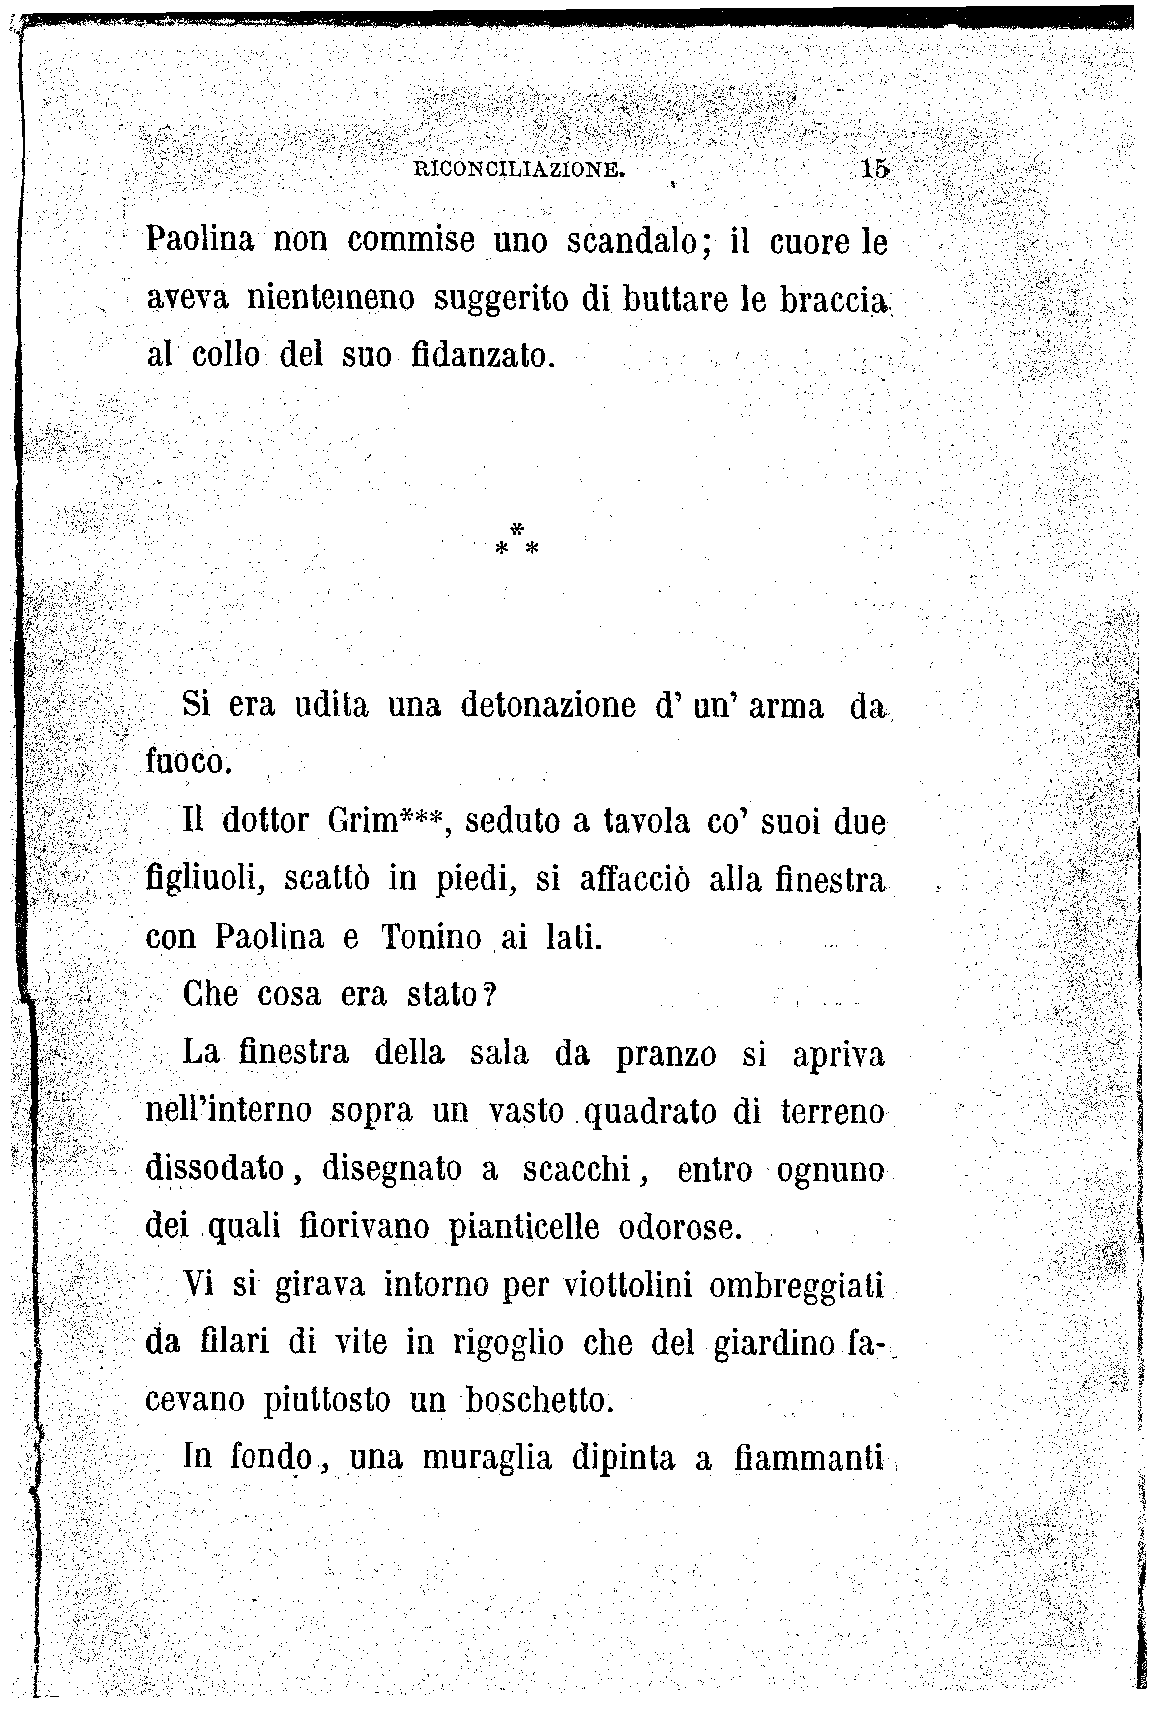 RICONCILIAZIONE. 15
Paolina non commise uno scandalo; il cuore le
aveva nientemeno suggerito di buttare le braccia
al collo del suo fidanzato.
*
* *
Si era udita una detonazione d' un' arma da
fuoco.
Il dottor Grim***, seduto a tavola co' suoi due
figliuoli, scattò in piedi, si affacciò alla finestra
con Paolina e Tonino ai lati.
Che cosa era stato?
La finestra della sala da pranzo si apriva
nell'interno sopra un vasto quadrato di terreno
dissodato, disegnato a scacchi, entro ognuno
dei quali fiorivano pianticelle odorose.
Vi si girava intorno per viottolini ombreggiati
da filari di vite in rigoglio che del giardino fa-
cevano piuttosto un boschetto.
In fondo, una muraglia dipinta a fiammanti